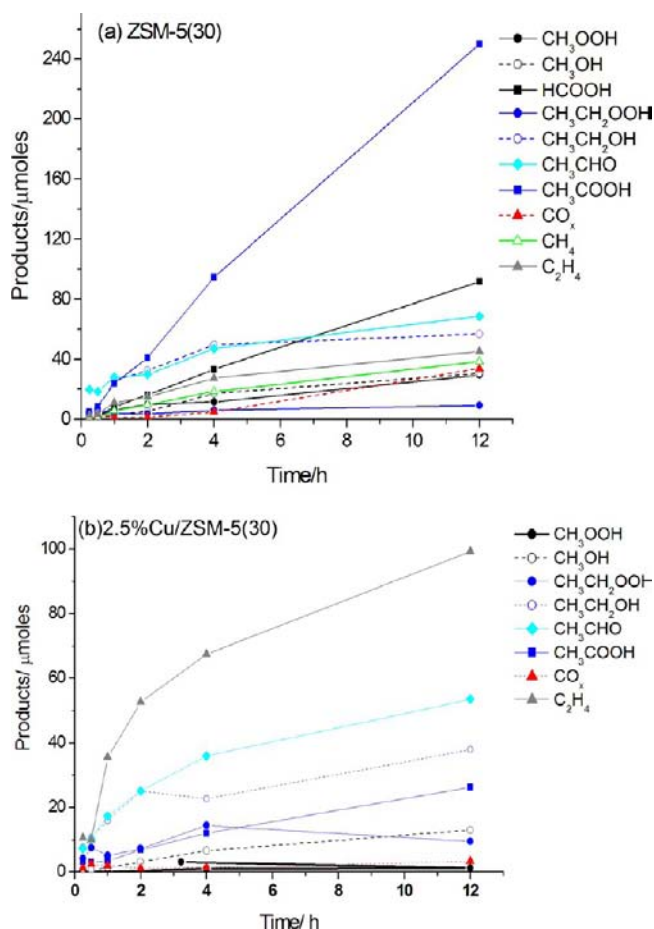 (a) ZSM-5(30)
Products/μmoles
240
200
160
120
80
40
0
0 2 4 6 8 10 12
Time/h
CH₃OOH
CH₃OH
HCOOH
CH₃CH₂OOH
CH₃CH₂OH
CH₃CHO
CH₃COOH
COₓ
CH₄
C₂H₄
(b)2.5%Cu/ZSM-5(30)
Products/ μmoles
100
80
60
40
20
0
0 2 4 6 8 10 12
Time/ h
CH₃OOH
CH₃OH
CH₃CH₂OOH
CH₃CH₂OH
CH₃CHO
CH₃COOH
COₓ
C₂H₄